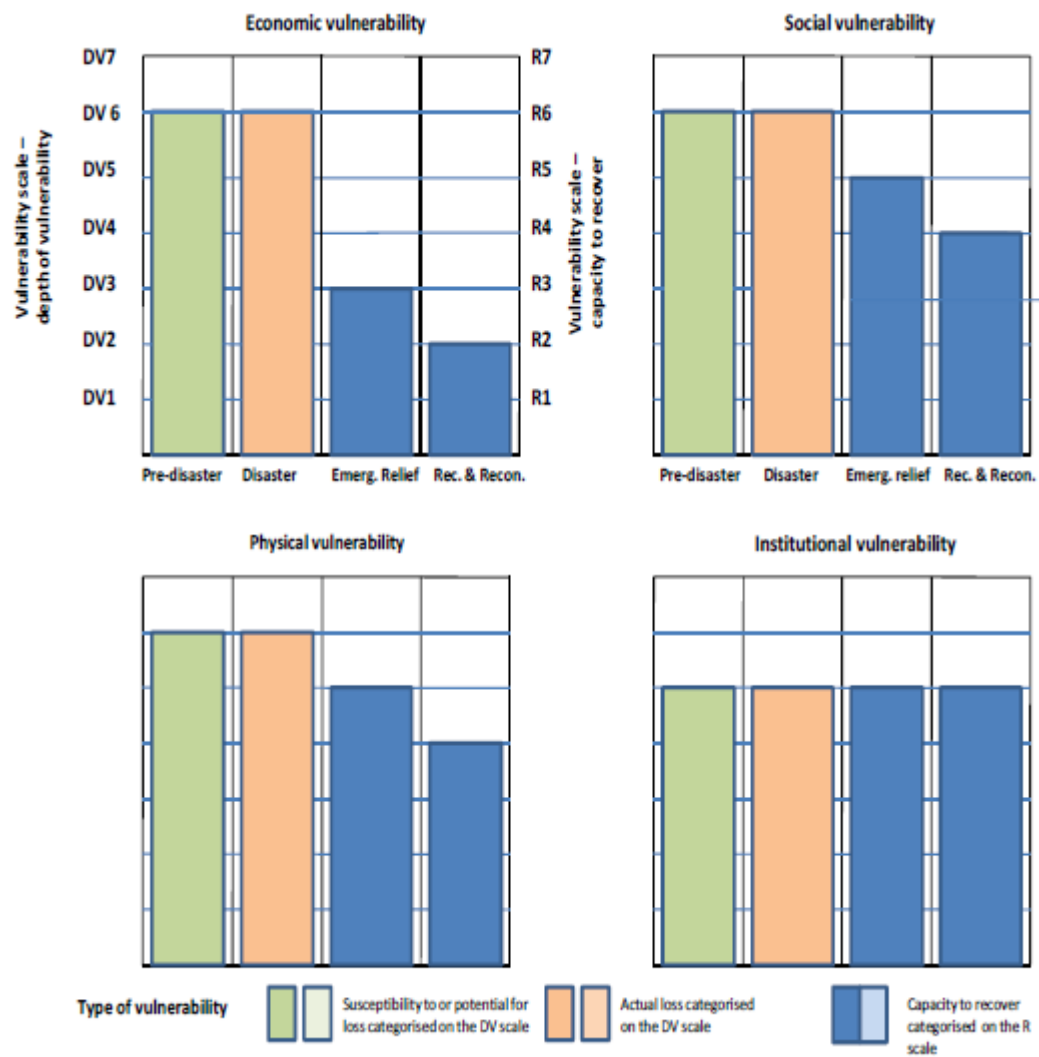 Economic vulnerability
Social vulnerability
DV7
DV 6
DV5
DV4
DV3
DV2
DV1
Vulnerability scale –
depth of vulnerability
R7
R6
R5
R4
R3
R2
R1
Vulnerability scale –
capacity to recover
Pre-disaster
Disaster
Emerg. Relief
Rec. & Recon.
Pre-disaster
Disaster
Emerg. relief
Rec. & Recon.
Physical vulnerability
Institutional vulnerability
Type of vulnerability
Susceptibility to or potential for
loss categorised on the DV scale
Actual loss categorised
on the DV scale
Capacity to recover
categorised on the R
scale